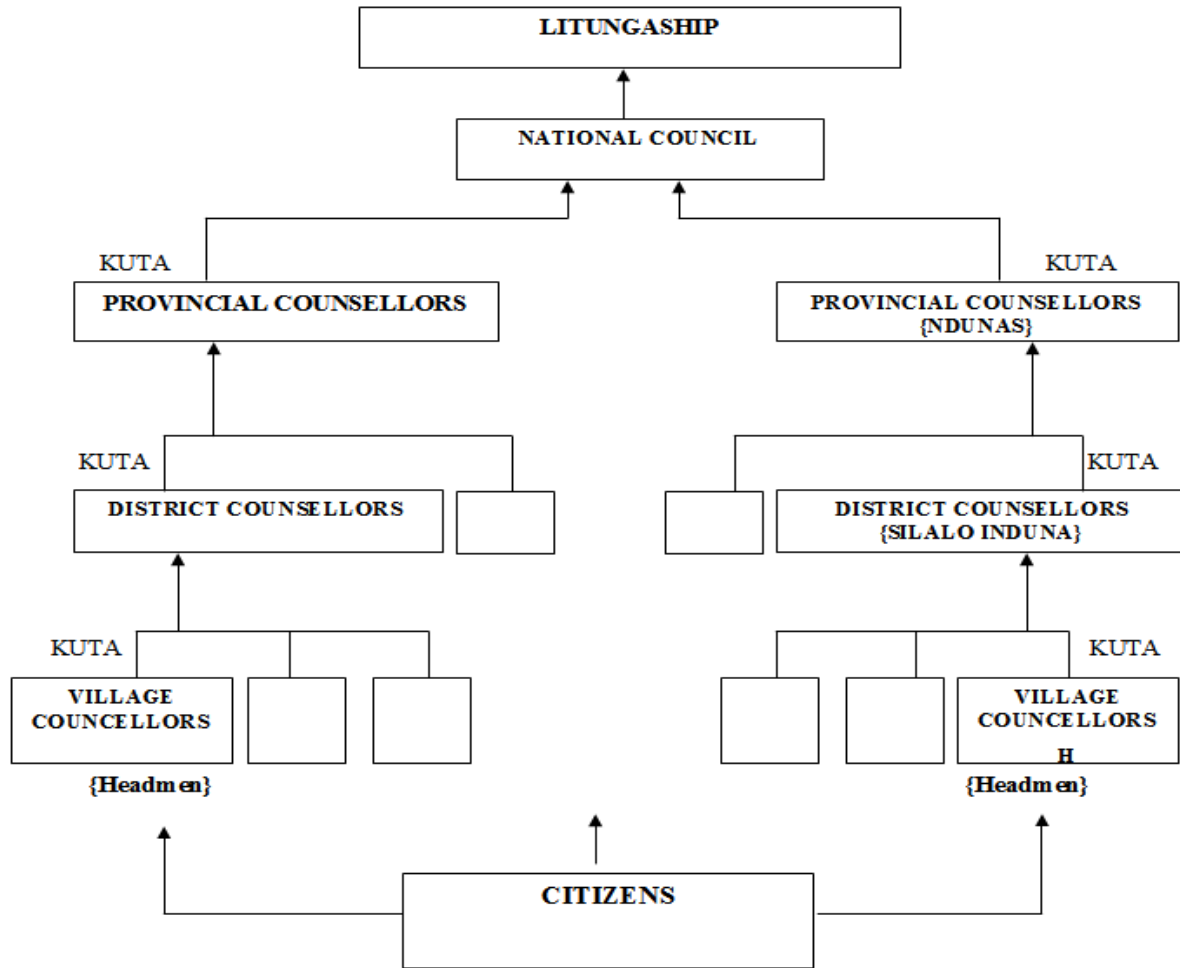 LITUNGASHIP
NATIONAL COUNCIL
KUTA
KUTA
PROVINCIAL COUNSELLORS
PROVINCIAL COUNSELLORS
{NDUNAS}
KUTA
KUTA
DISTRICT COUNSELLORS
DISTRICT COUNSELLORS
{SILALO INDUNA}
KUTA
KUTA
VILLAGE
COUNCELLORS
{Headmen}
VILLAGE
COUNCELLORS
H
{Headmen}
CITIZENS